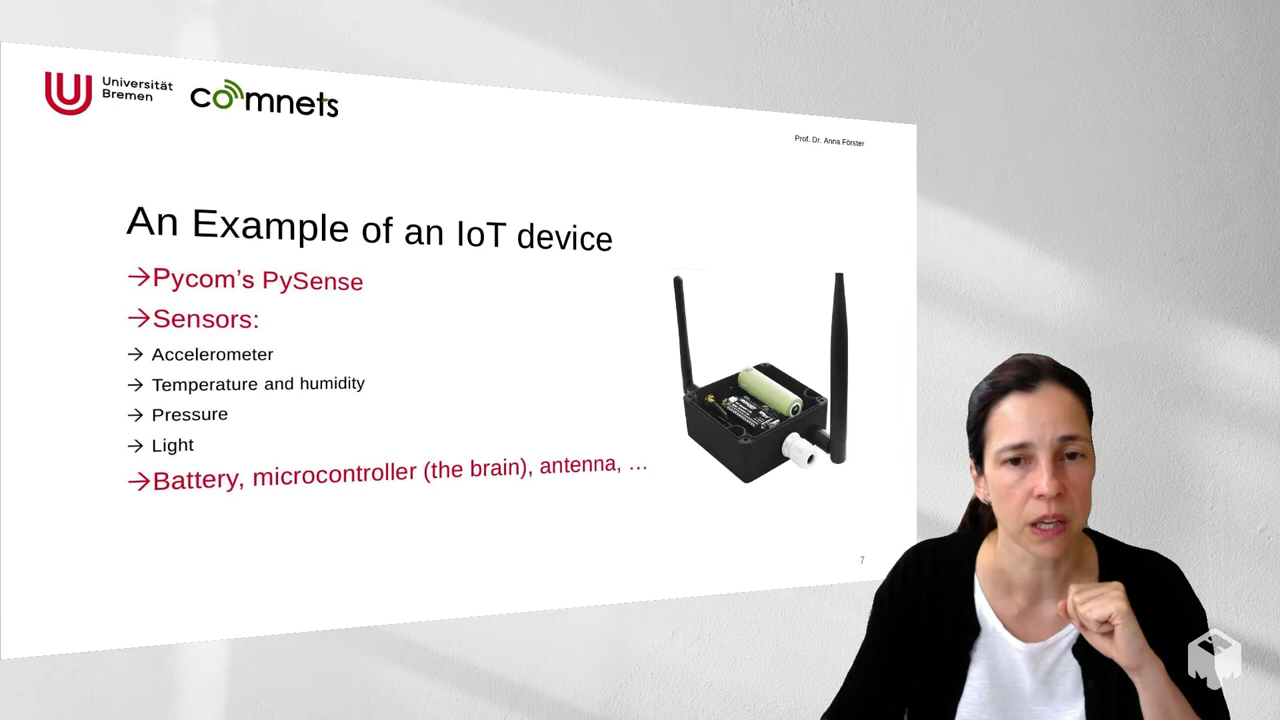 Universität
Bremen
comnets
Prof. Dr. Anna Förster
An Example of an IoT device
→Pycom's PySense
→Sensors:
→ Accelerometer
→ Temperature and humidity
→ Pressure
→ Light
→Battery, microcontroller (the brain), antenna, …
7